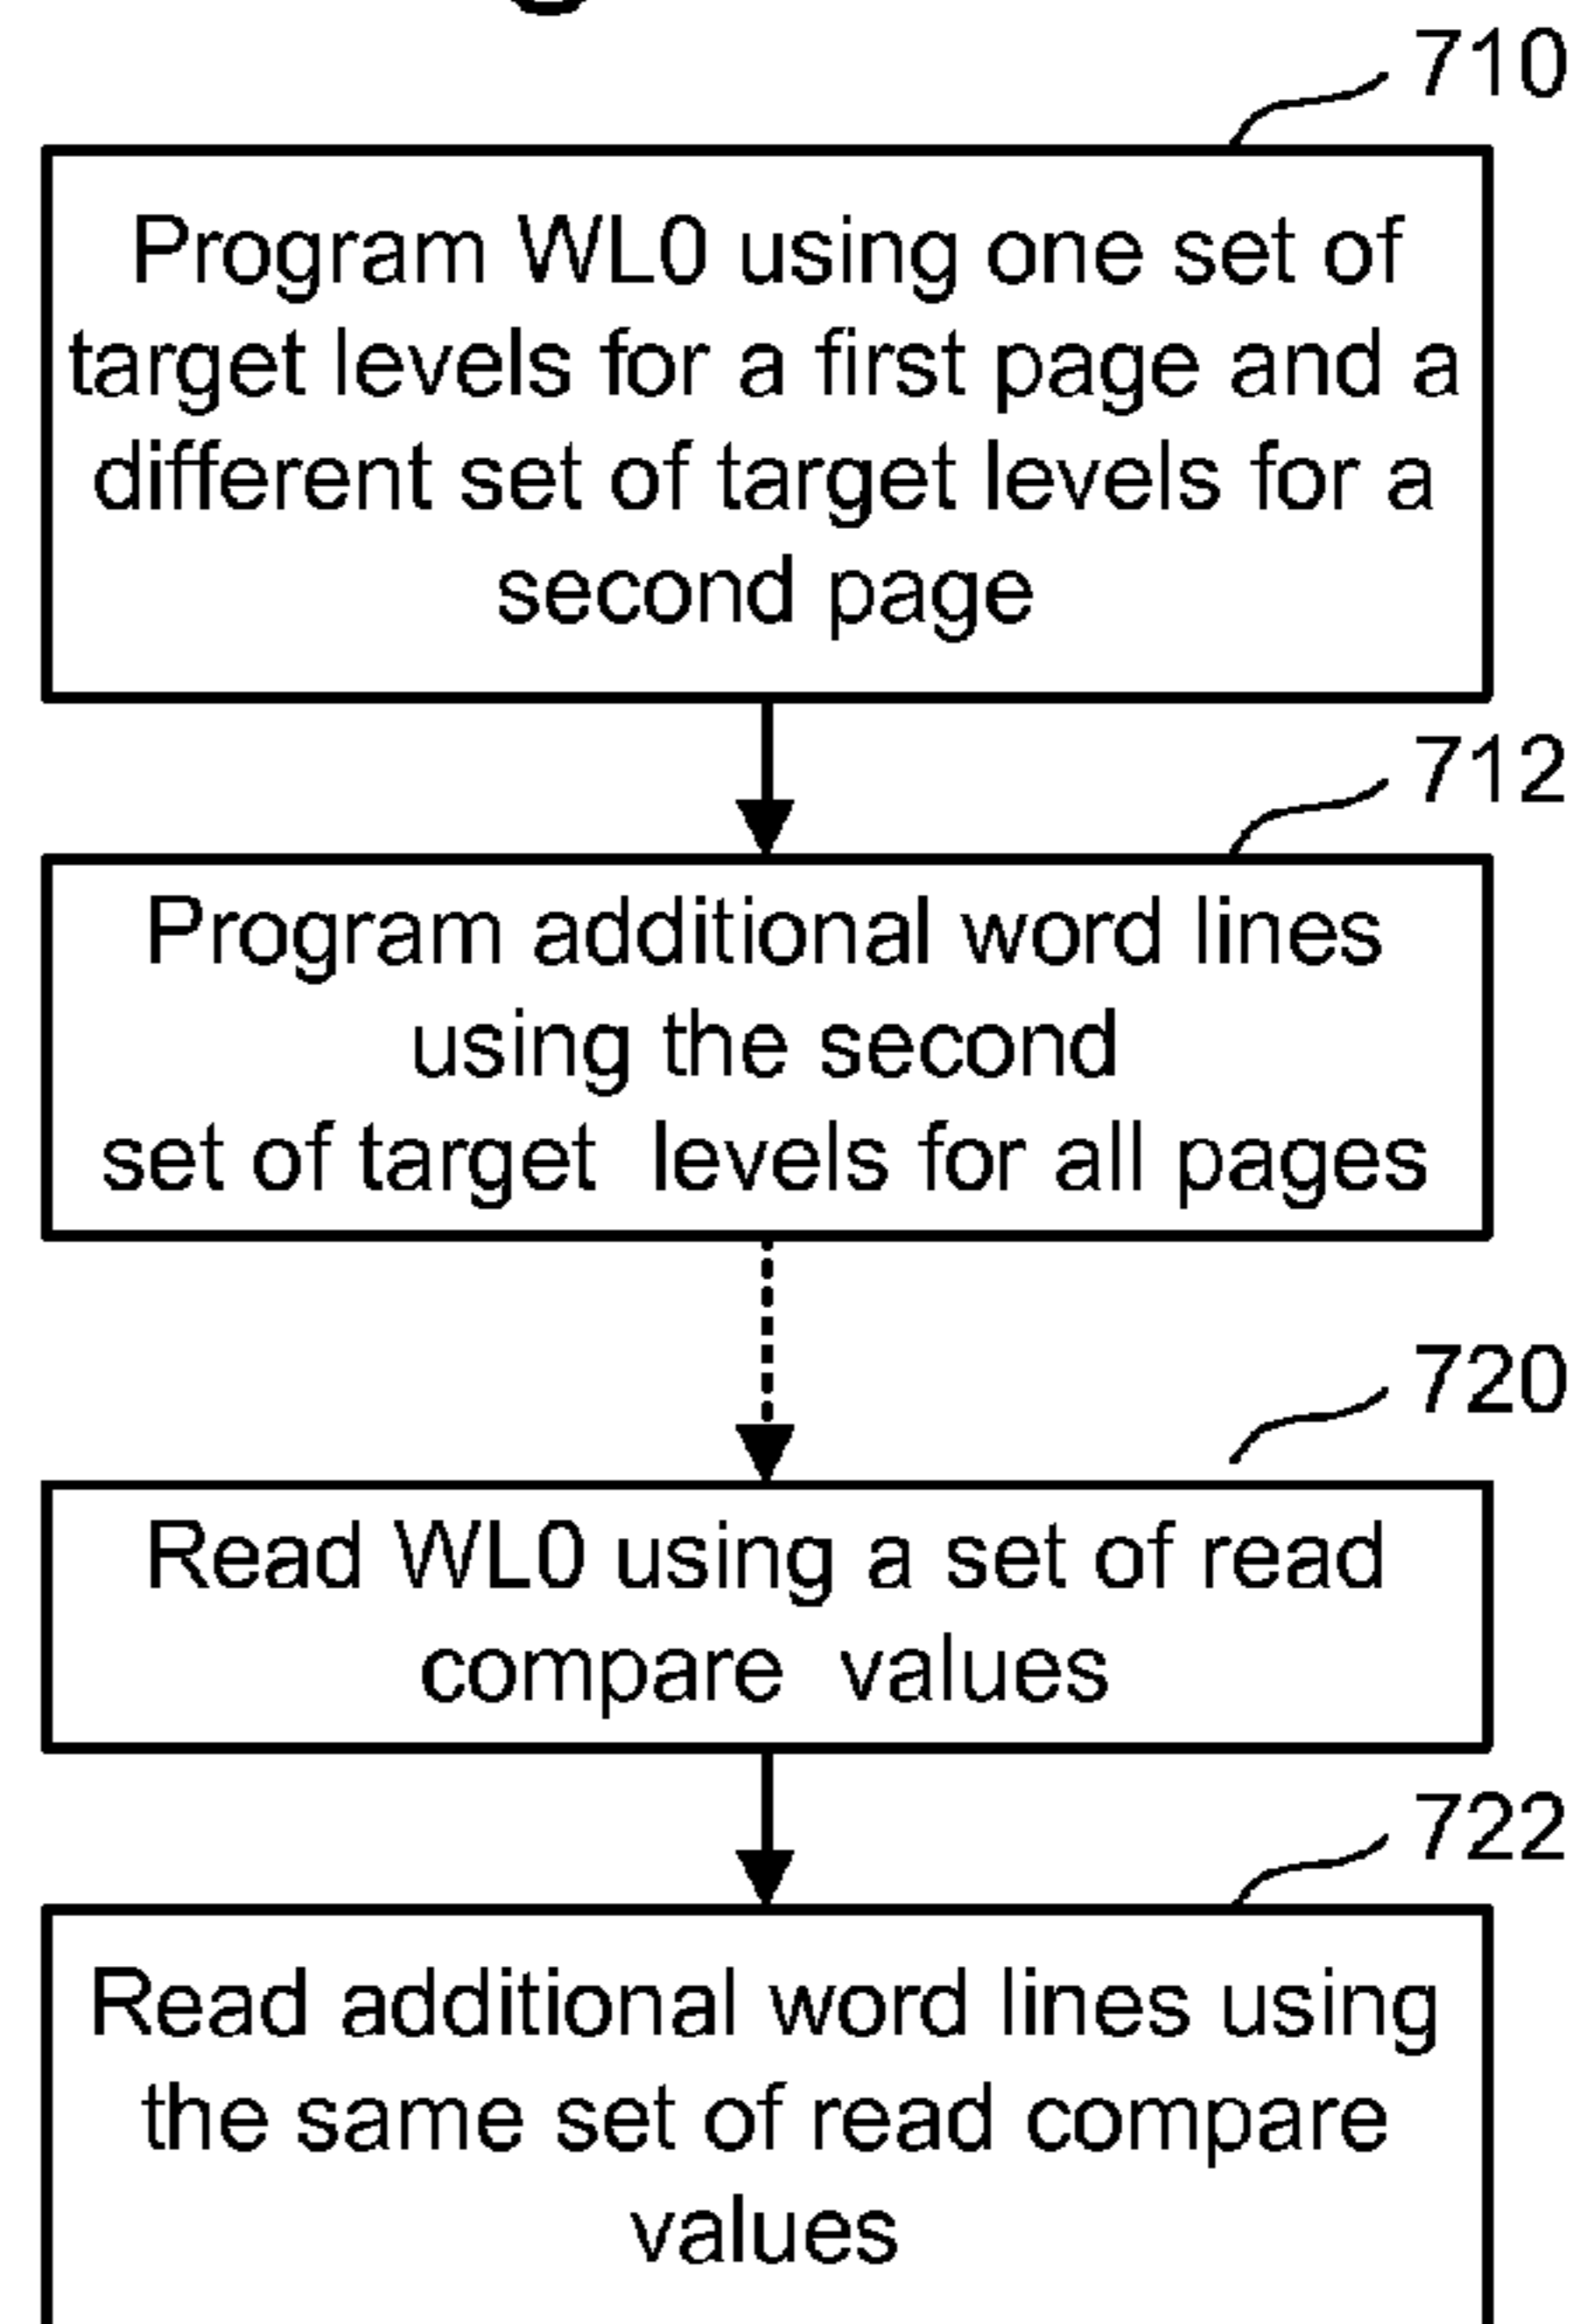 710
Program WL0 using one set of
target levels for a first page and a
different set of target levels for a
second page
712
Program additional word lines
using the second
set of target levels for all pages
720
Read WL0 using a set of read
compare values
722
Read additional word lines using
the same set of read compare
values